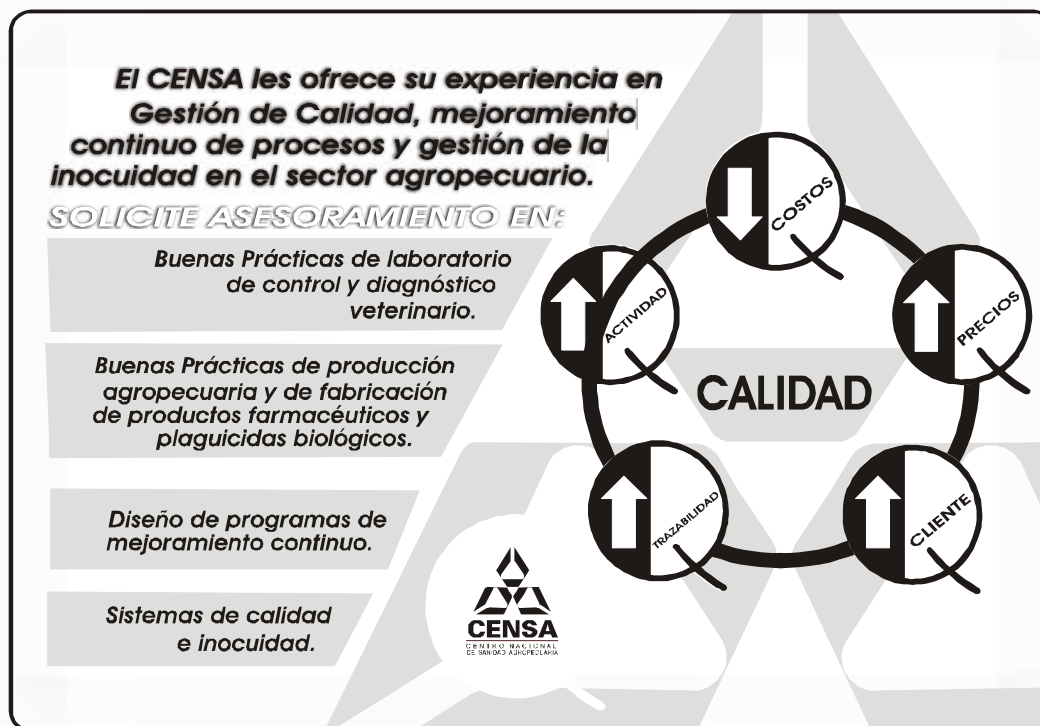 El CENSA les ofrece su experiencia en
Gestión de Calidad, mejoramiento
continuo de procesos y gestión de la
inocuidad en el sector agropecuario.
SOLICITE ASESORAMIENTO EN:
Buenas Prácticas de laboratorio
de control y diagnóstico
veterinario.
Buenas Prácticas de producción
agropecuaria y de fabricación
de productos farmacéuticos y
plaguicidas biológicos.
Diseño de programas de
mejoramiento continuo.
Sistemas de calidad
e inocuidad.
COSTOS
ACTIVIDAD
PRECIOS
CALIDAD
TRAZABILIDAD
CLIENTE
CENSA
CENTRO NACIONAL
DE SANIDAD AGROPECUARIA